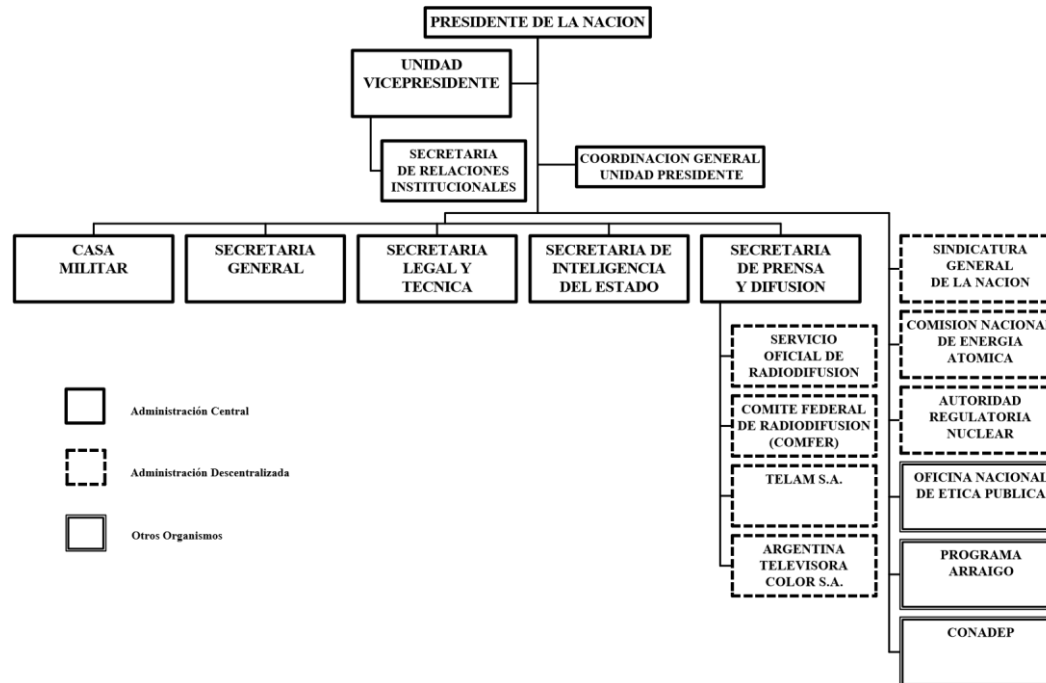 PRESIDENTE DE LA NACION
UNIDAD
VICEPRESIDENTE
SECRETARIA
DE RELACIONES
INSTITUCIONALES
COORDINACION GENERAL
UNIDAD PRESIDENTE
CASA
MILITAR
SECRETARIA
GENERAL
SECRETARIA
LEGAL Y
TECNICA
SECRETARIA DE
INTELIGENCIA
DEL ESTADO
SECRETARIA
DE PRENSA
Y DIFUSION
SINDICATURA
GENERAL
DE LA NACION
COMISION NACIONAL
DE ENERGIA
ATOMICA
AUTORIDAD
REGULATORIA
NUCLEAR
OFICINA NACIONAL
DE ETICA PUBLICA
PROGRAMA
ARRAIGO
CONADEP
SERVICIO
OFICIAL DE
RADIODIFUSION
COMITE FEDERAL
DE RADIODIFUSION
(COMFER)
TELAM S.A.
ARGENTINA
TELEVISORA
COLOR S.A.
Administración Central
Administración Descentralizada
Otros Organismos